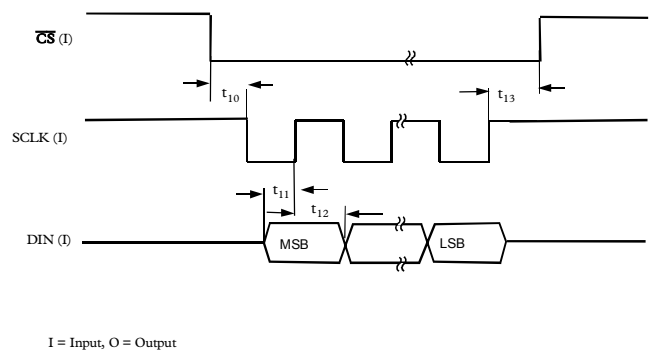 CS (I)
t10
t13
SCLK (I)
t11
t12
DIN (I)
MSB
LSB
I = Input, O = Output